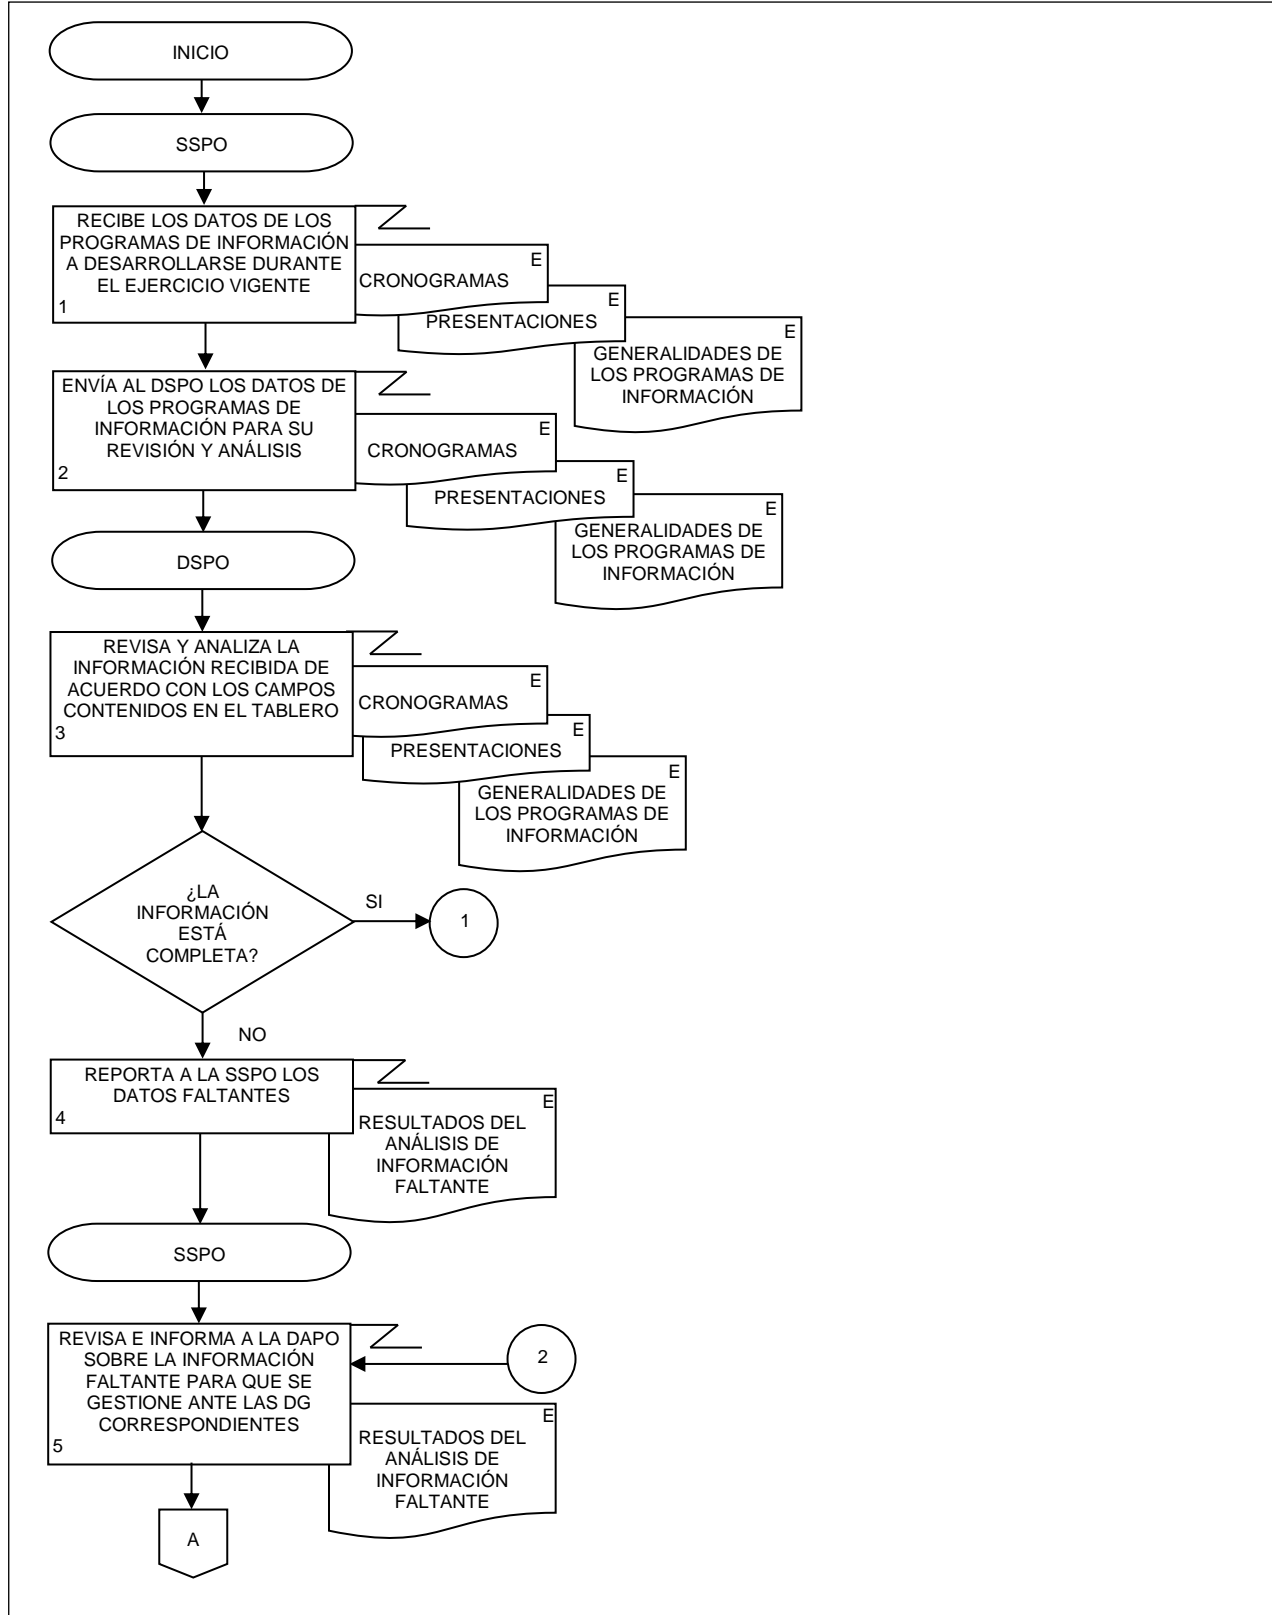 INICIO
SSPO
RECIBE LOS DATOS DE LOS
PROGRAMAS DE INFORMACIÓN
A DESARROLLARSE DURANTE
EL EJERCICIO VIGENTE
1
E
CRONOGRAMAS
E
PRESENTACIONES
E
GENERALIDADES DE
LOS PROGRAMAS DE
INFORMACIÓN
ENVÍA AL DSPO LOS DATOS DE
LOS PROGRAMAS DE
INFORMACIÓN PARA SU
REVISIÓN Y ANÁLISIS
2
E
CRONOGRAMAS
E
PRESENTACIONES
E
GENERALIDADES DE
LOS PROGRAMAS DE
INFORMACIÓN
DSPO
REVISA Y ANALIZA LA
INFORMACIÓN RECIBIDA DE
ACUERDO CON LOS CAMPOS
CONTENIDOS EN EL TABLERO
3
E
CRONOGRAMAS
E
PRESENTACIONES
E
GENERALIDADES DE
LOS PROGRAMAS DE
INFORMACIÓN
¿LA
INFORMACIÓN
ESTÁ
COMPLETA?
SI
1
NO
REPORTA A LA SSPO LOS
DATOS FALTANTES
4
E
RESULTADOS DEL
ANÁLISIS DE
INFORMACIÓN
FALTANTE
SSPO
REVISA E INFORMA A LA DAPO
SOBRE LA INFORMACIÓN
FALTANTE PARA QUE SE
GESTIONE ANTE LAS DG
CORRESPONDIENTES
5
2
E
RESULTADOS DEL
ANÁLISIS DE
INFORMACIÓN
FALTANTE
A